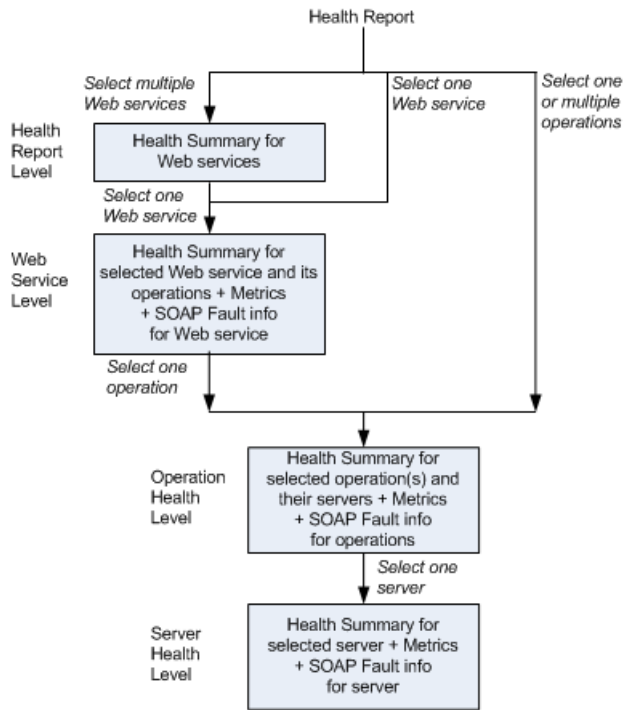 Health Report
Select multiple
Web services
Select one
Web service
Select one
or multiple
operations
Health
Report
Level
Health Summary for
Web services
Select one
Web service
Web
Service
Level
Health Summary for
selected Web service and its
operations + Metrics
+ SOAP Fault info
for Web service
Select one
operation
Operation
Health
Level
Health Summary for
selected operation(s) and
their servers + Metrics
+ SOAP Fault info
for operations
Select one
server
Server
Health Level
Health Summary for
selected server + Metrics
+ SOAP Fault info
for server